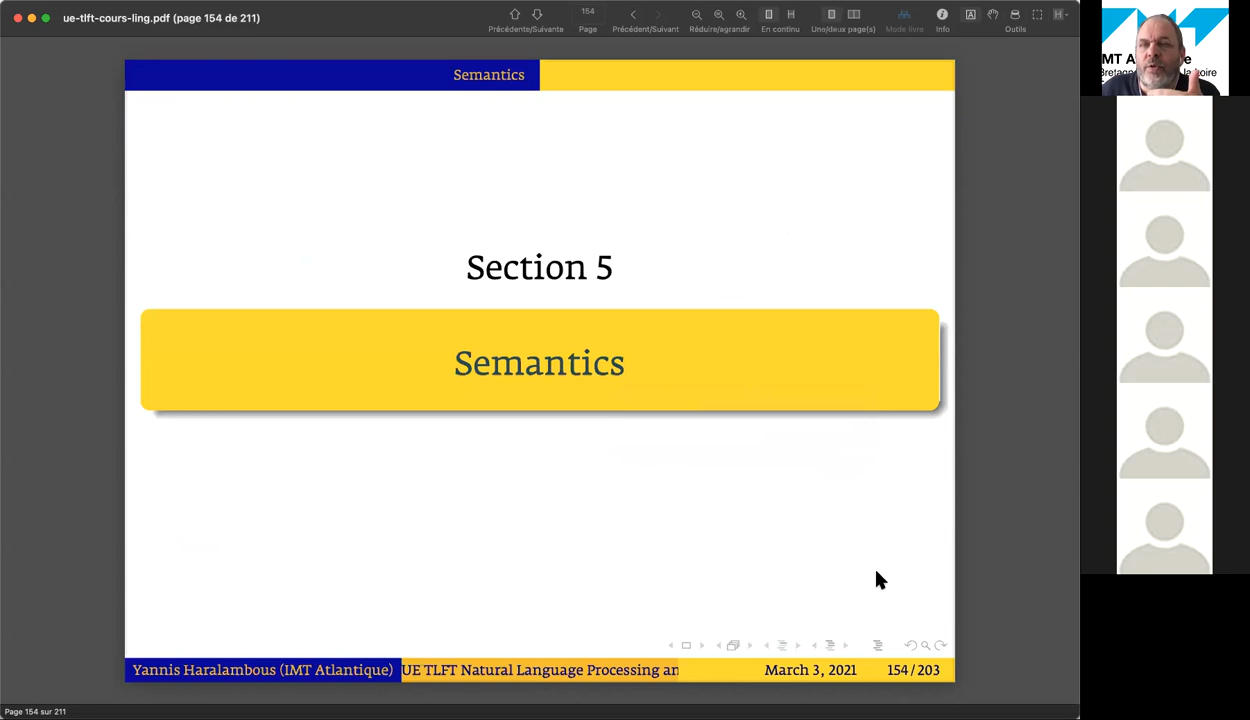 ue-tlft-cours-ling.pdf (page 154 de 211)
154
Précédente/Suivante
Page
Précédent/Suivant
Réduire/agrandir
En continu
Une/deux page(s)
Mode livre
Info
Outils
Semantics
Section 5
Semantics
Yannis Haralambous (IMT Atlantique)
UE TLFT Natural Language Processing an
March 3, 2021
154/203
Page 154 sur 211